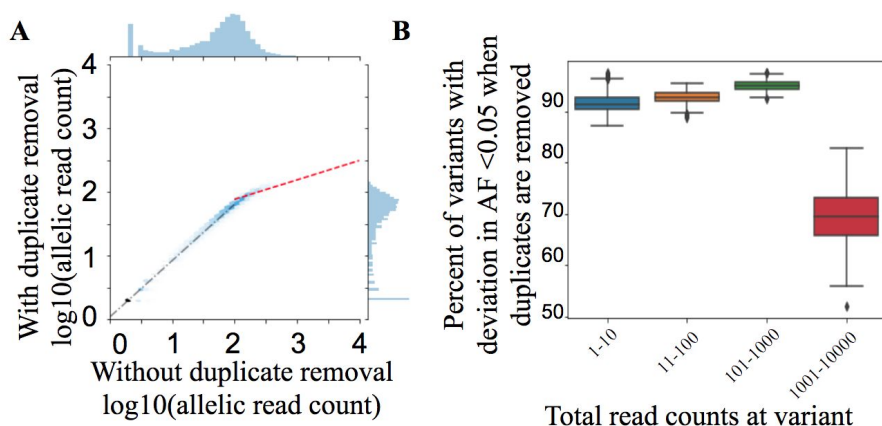 A
With duplicate removal
log10(allelic read count)
4
3
2
1
0
0 1 2 3 4
Without duplicate removal
log10(allelic read count)
B
Percent of variants with
deviation in AF <0.05 when
duplicates are removed
90
80
70
60
50
1-10
11-100
101-1000
1001-10000
Total read counts at variant